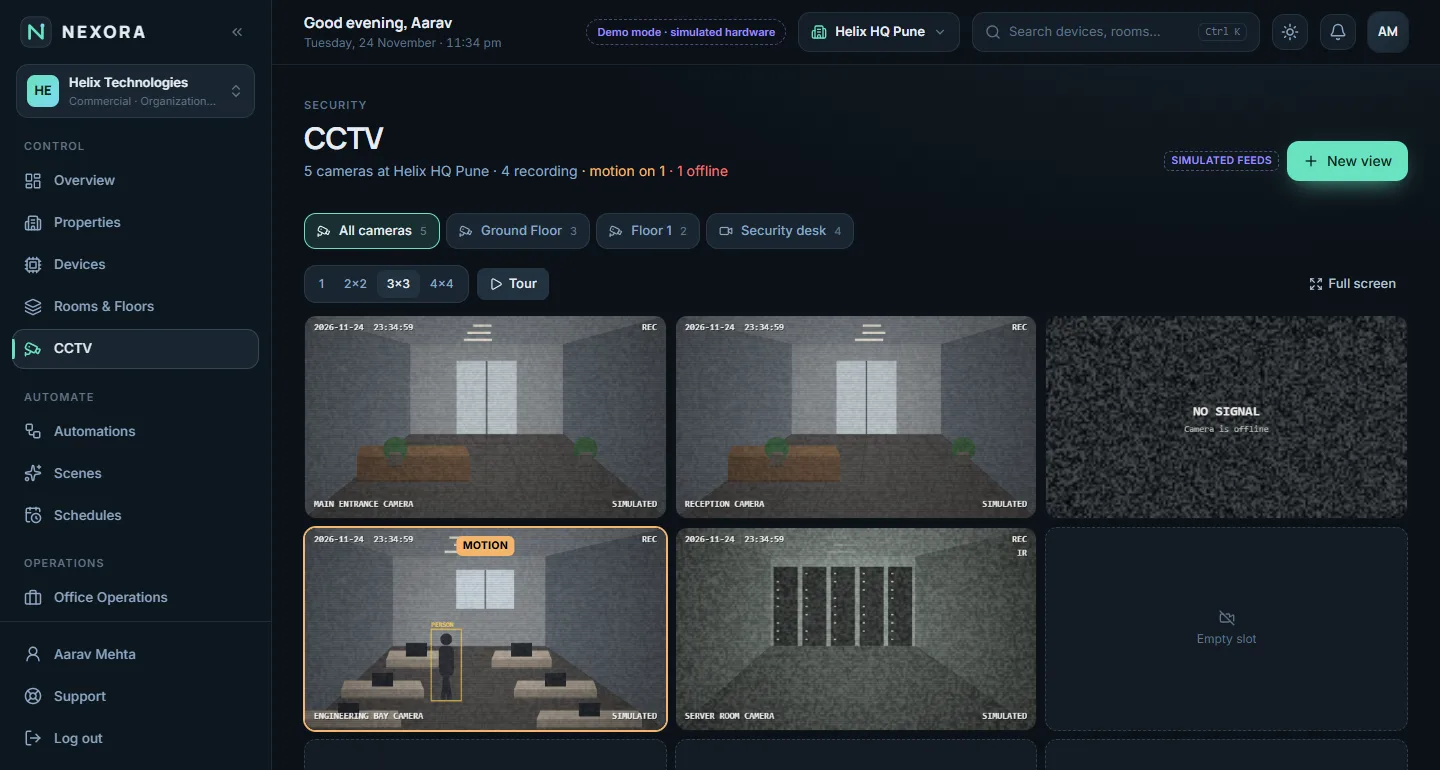 NEXORA
Good evening, Aarav
Tuesday, 24 November · 11:34 pm
Demo mode · simulated hardware
Helix HQ Pune
Search devices, rooms...
Ctrl K
AM
HE
Helix Technologies
Commercial · Organization...
CONTROL
Overview
Properties
Devices
Rooms & Floors
CCTV
AUTOMATE
Automations
Scenes
Schedules
OPERATIONS
Office Operations
Aarav Mehta
Support
Log out
SECURITY
CCTV
5 cameras at Helix HQ Pune · 4 recording · motion on 1 · 1 offline
SIMULATED FEEDS
+ New view
All cameras 5
Ground Floor 3
Floor 1 2
Security desk 4
1
2×2
3×3
4×4
Tour
Full screen
2026-11-24 23:34:59
REC
MAIN ENTRANCE CAMERA
SIMULATED
2026-11-24 23:34:59
REC
RECEPTION CAMERA
SIMULATED
NO SIGNAL
Camera is offline
2026-11-24 23:34:59
MOTION
REC
PERSON
ENGINEERING BAY CAMERA
SIMULATED
2026-11-24 23:34:59
REC
IR
SERVER ROOM CAMERA
SIMULATED
Empty slot